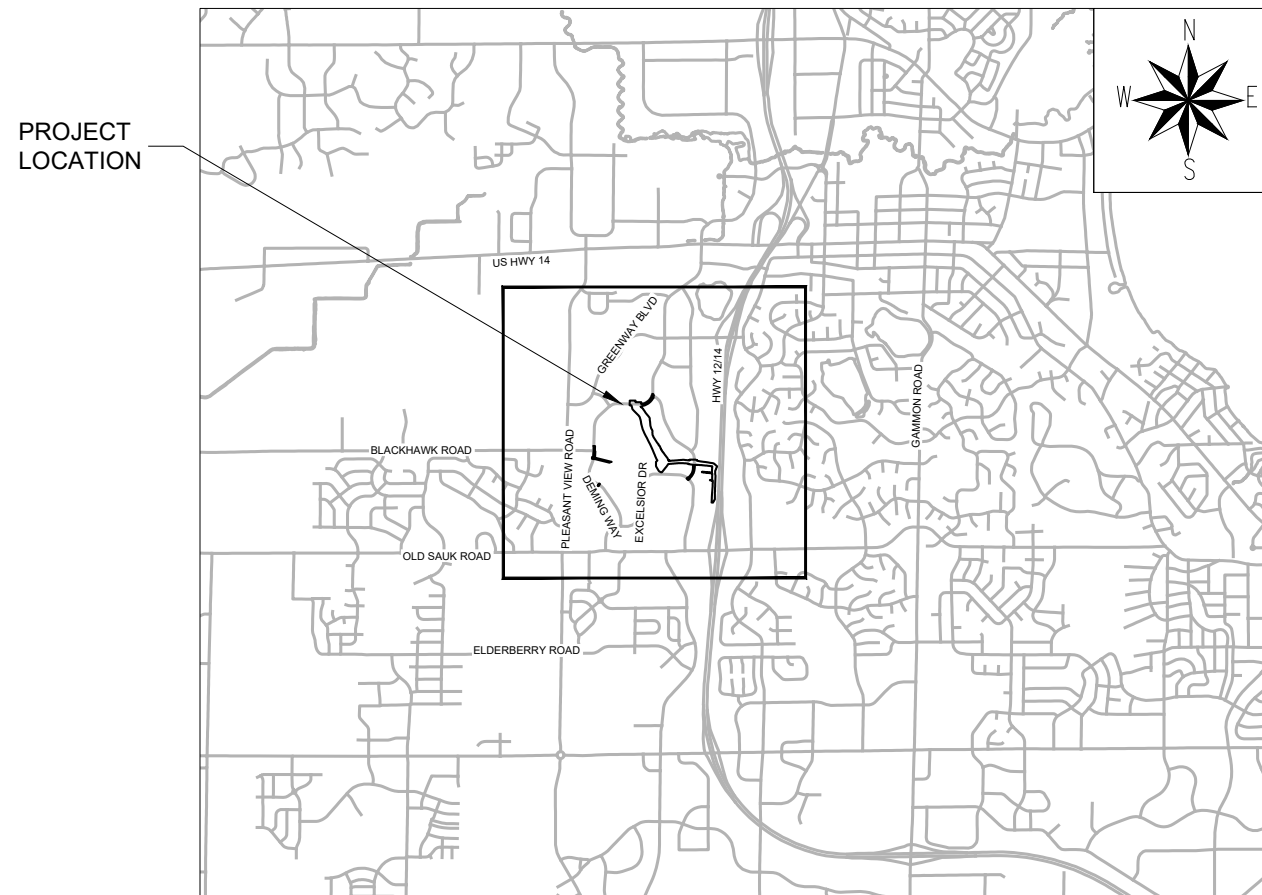 N
W
E
S
PROJECT
LOCATION
US HWY 14
GREENWAY BLVD
HWY 12/14
GAMMON ROAD
BLACKHAWK ROAD
PLEASANT VIEW ROAD
DEMING WAY
EXCELSIOR DR
OLD SAUK ROAD
ELDERBERRY ROAD